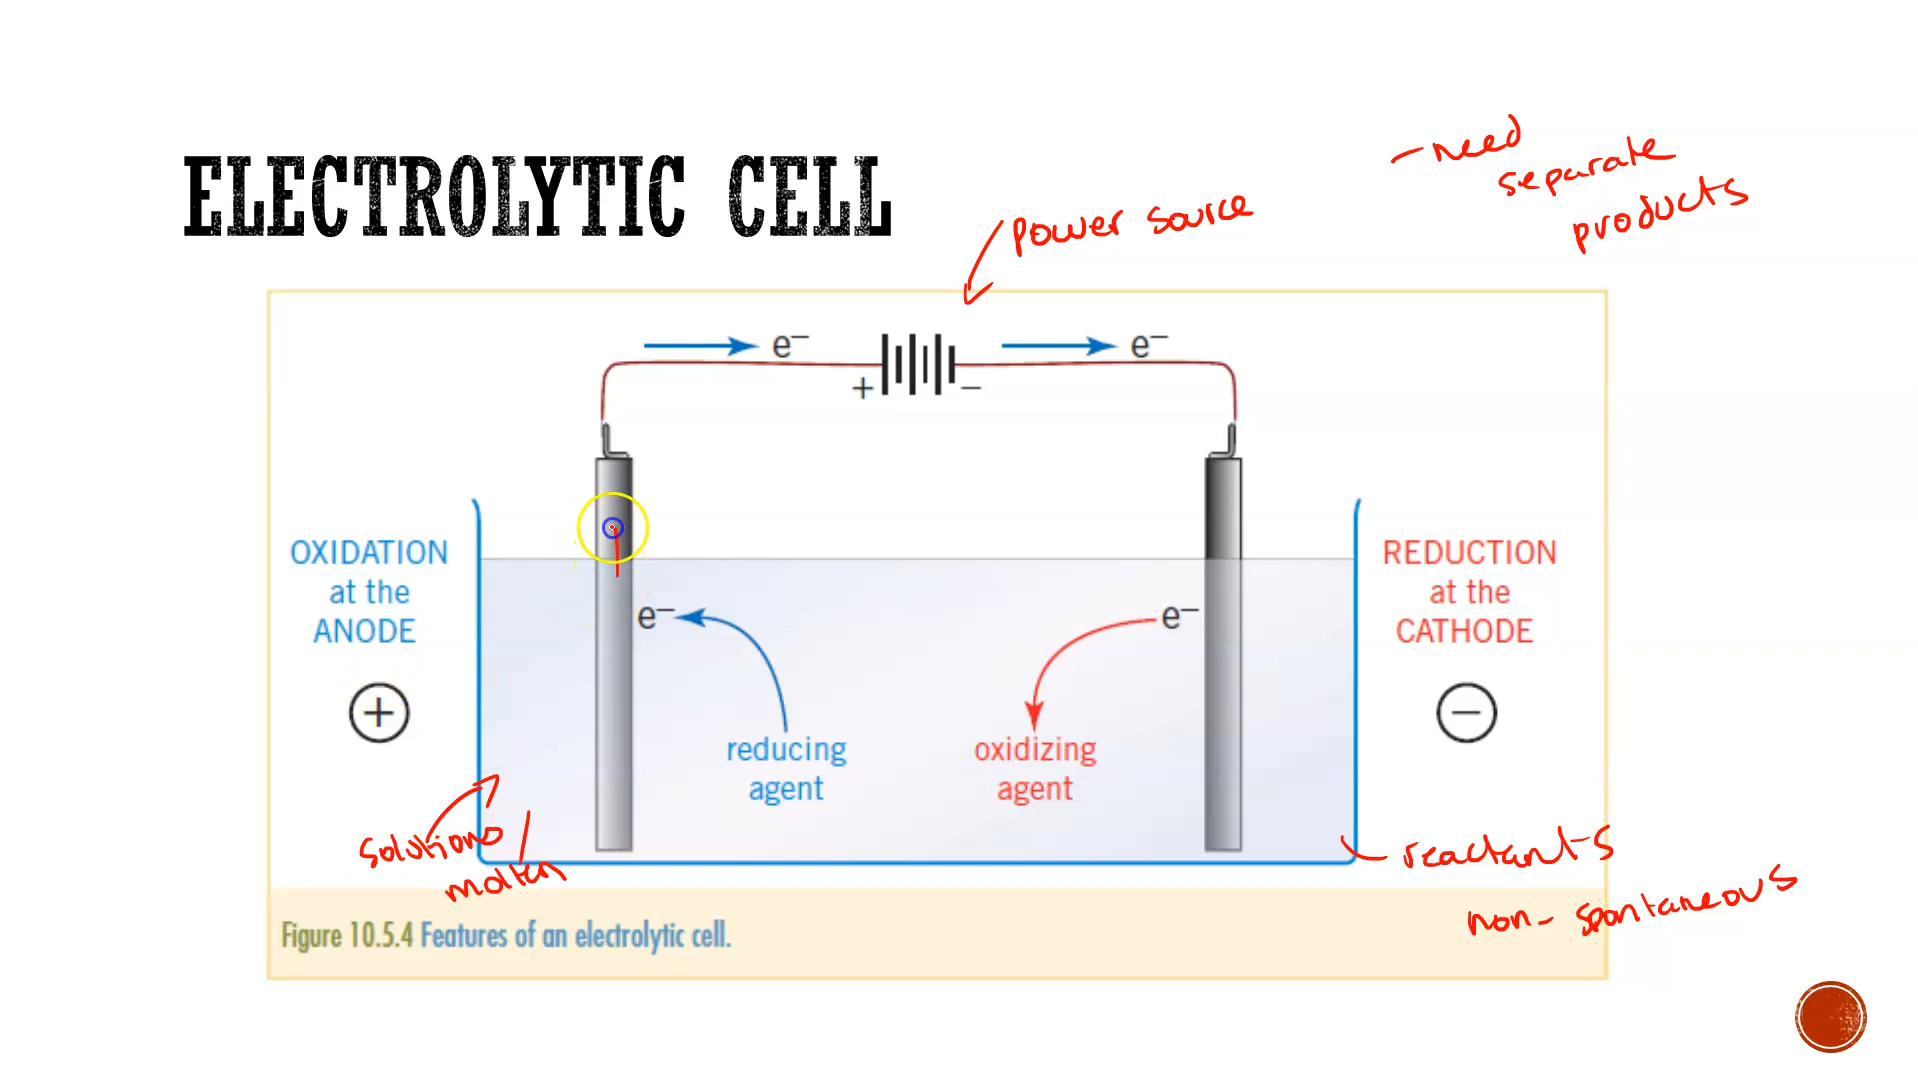 ELECTROLYTIC CELL
- need
separate
products
power source
e⁻
e⁻
+
−
OXIDATION
at the
ANODE
+
REDUCTION
at the
CATHODE
−
e⁻
e⁻
reducing
agent
oxidizing
agent
solutions /
molten
reactants
non- spontaneous
Figure 10.5.4 Features of an electrolytic cell.